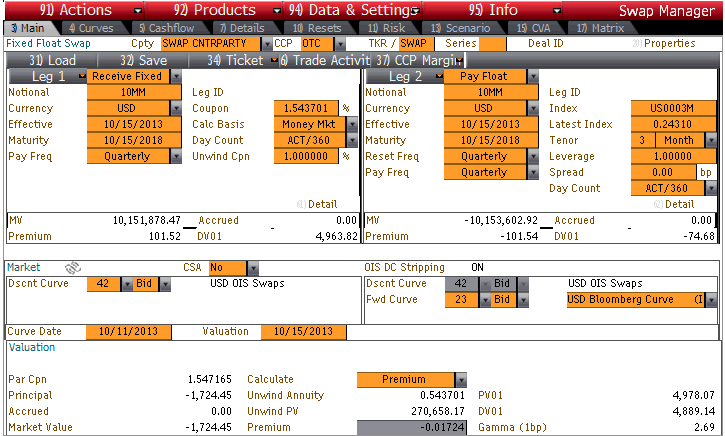 91) Actions 92) Products 94) Data & Settings 95) Info Swap Manager
3) Main 4) Curves 5) Cashflow 7) Details 10) Resets 11) Risk 13) Scenario 15) CVA 17) Matrix
Fixed Float Swap Cpty SWAP CNTRPARTY CCP OTC TKR / SWAP Series Deal ID 20) Properties
31) Load 32) Save 34) Ticket 6) Trade Activit 37) CCP Margin
Leg 1 Receive Fixed Leg 2 Pay Float
Notional 10MM Leg ID Notional 10MM Leg ID
Currency USD Coupon 1.543701 % Currency USD Index US0003M
Effective 10/15/2013 Calc Basis Money Mkt Effective 10/15/2013 Latest Index 0.24310
Maturity 10/15/2018 Day Count ACT/360 Maturity 10/15/2018 Tenor 3 Month
Pay Freq Quarterly Unwind Cpn 1.000000 % Reset Freq Quarterly Leverage 1.00000
Pay Freq Quarterly Spread 0.00 bp
Day Count ACT/360
61) Detail 62) Detail
MV 10,151,878.47 Accrued 0.00 MV -10,153,602.92 Accrued 0.00
Premium 101.52 DV01 4,963.82 Premium -101.54 DV01 -74.68
Market CSA No OIS DC Stripping ON
Dscnt Curve 42 Bid USD OIS Swaps Dscnt Curve 42 Bid USD OIS Swaps
Fwd Curve 23 Bid USD Bloomberg Curve (I
Curve Date 10/11/2013 Valuation 10/15/2013
Valuation
Par Cpn 1.547165 Calculate Premium
Principal -1,724.45 Unwind Annuity 0.543701 PV01 4,978.07
Accrued 0.00 Unwind PV 270,658.17 DV01 4,889.14
Market Value -1,724.45 Premium -0.01724 Gamma (1bp) 2.69